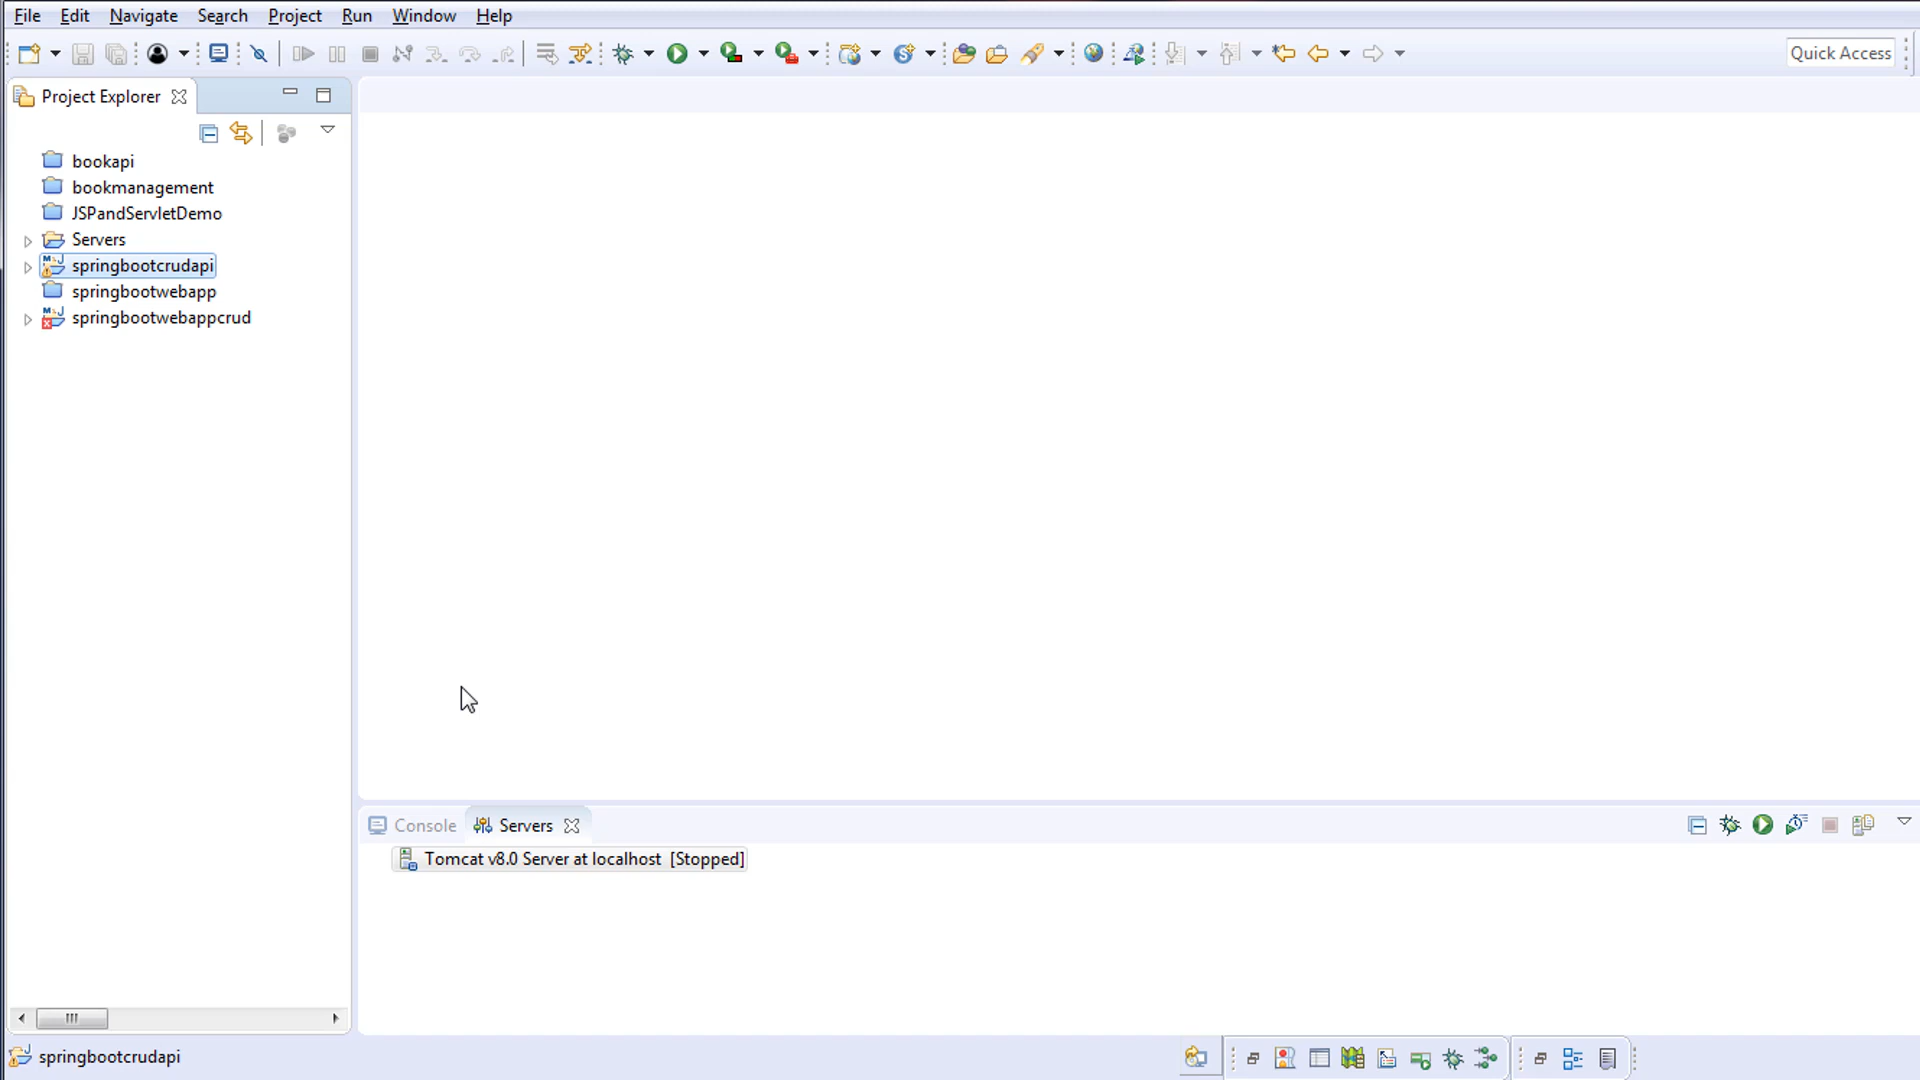 File Edit Navigate Search Project Run Window Help
Quick Access
Project Explorer
bookapi
bookmanagement
JSPandServletDemo
Servers
springbootcrudapi
springbootwebapp
springbootwebappcrud
Console Servers
Tomcat v8.0 Server at localhost [Stopped]
springbootcrudapi